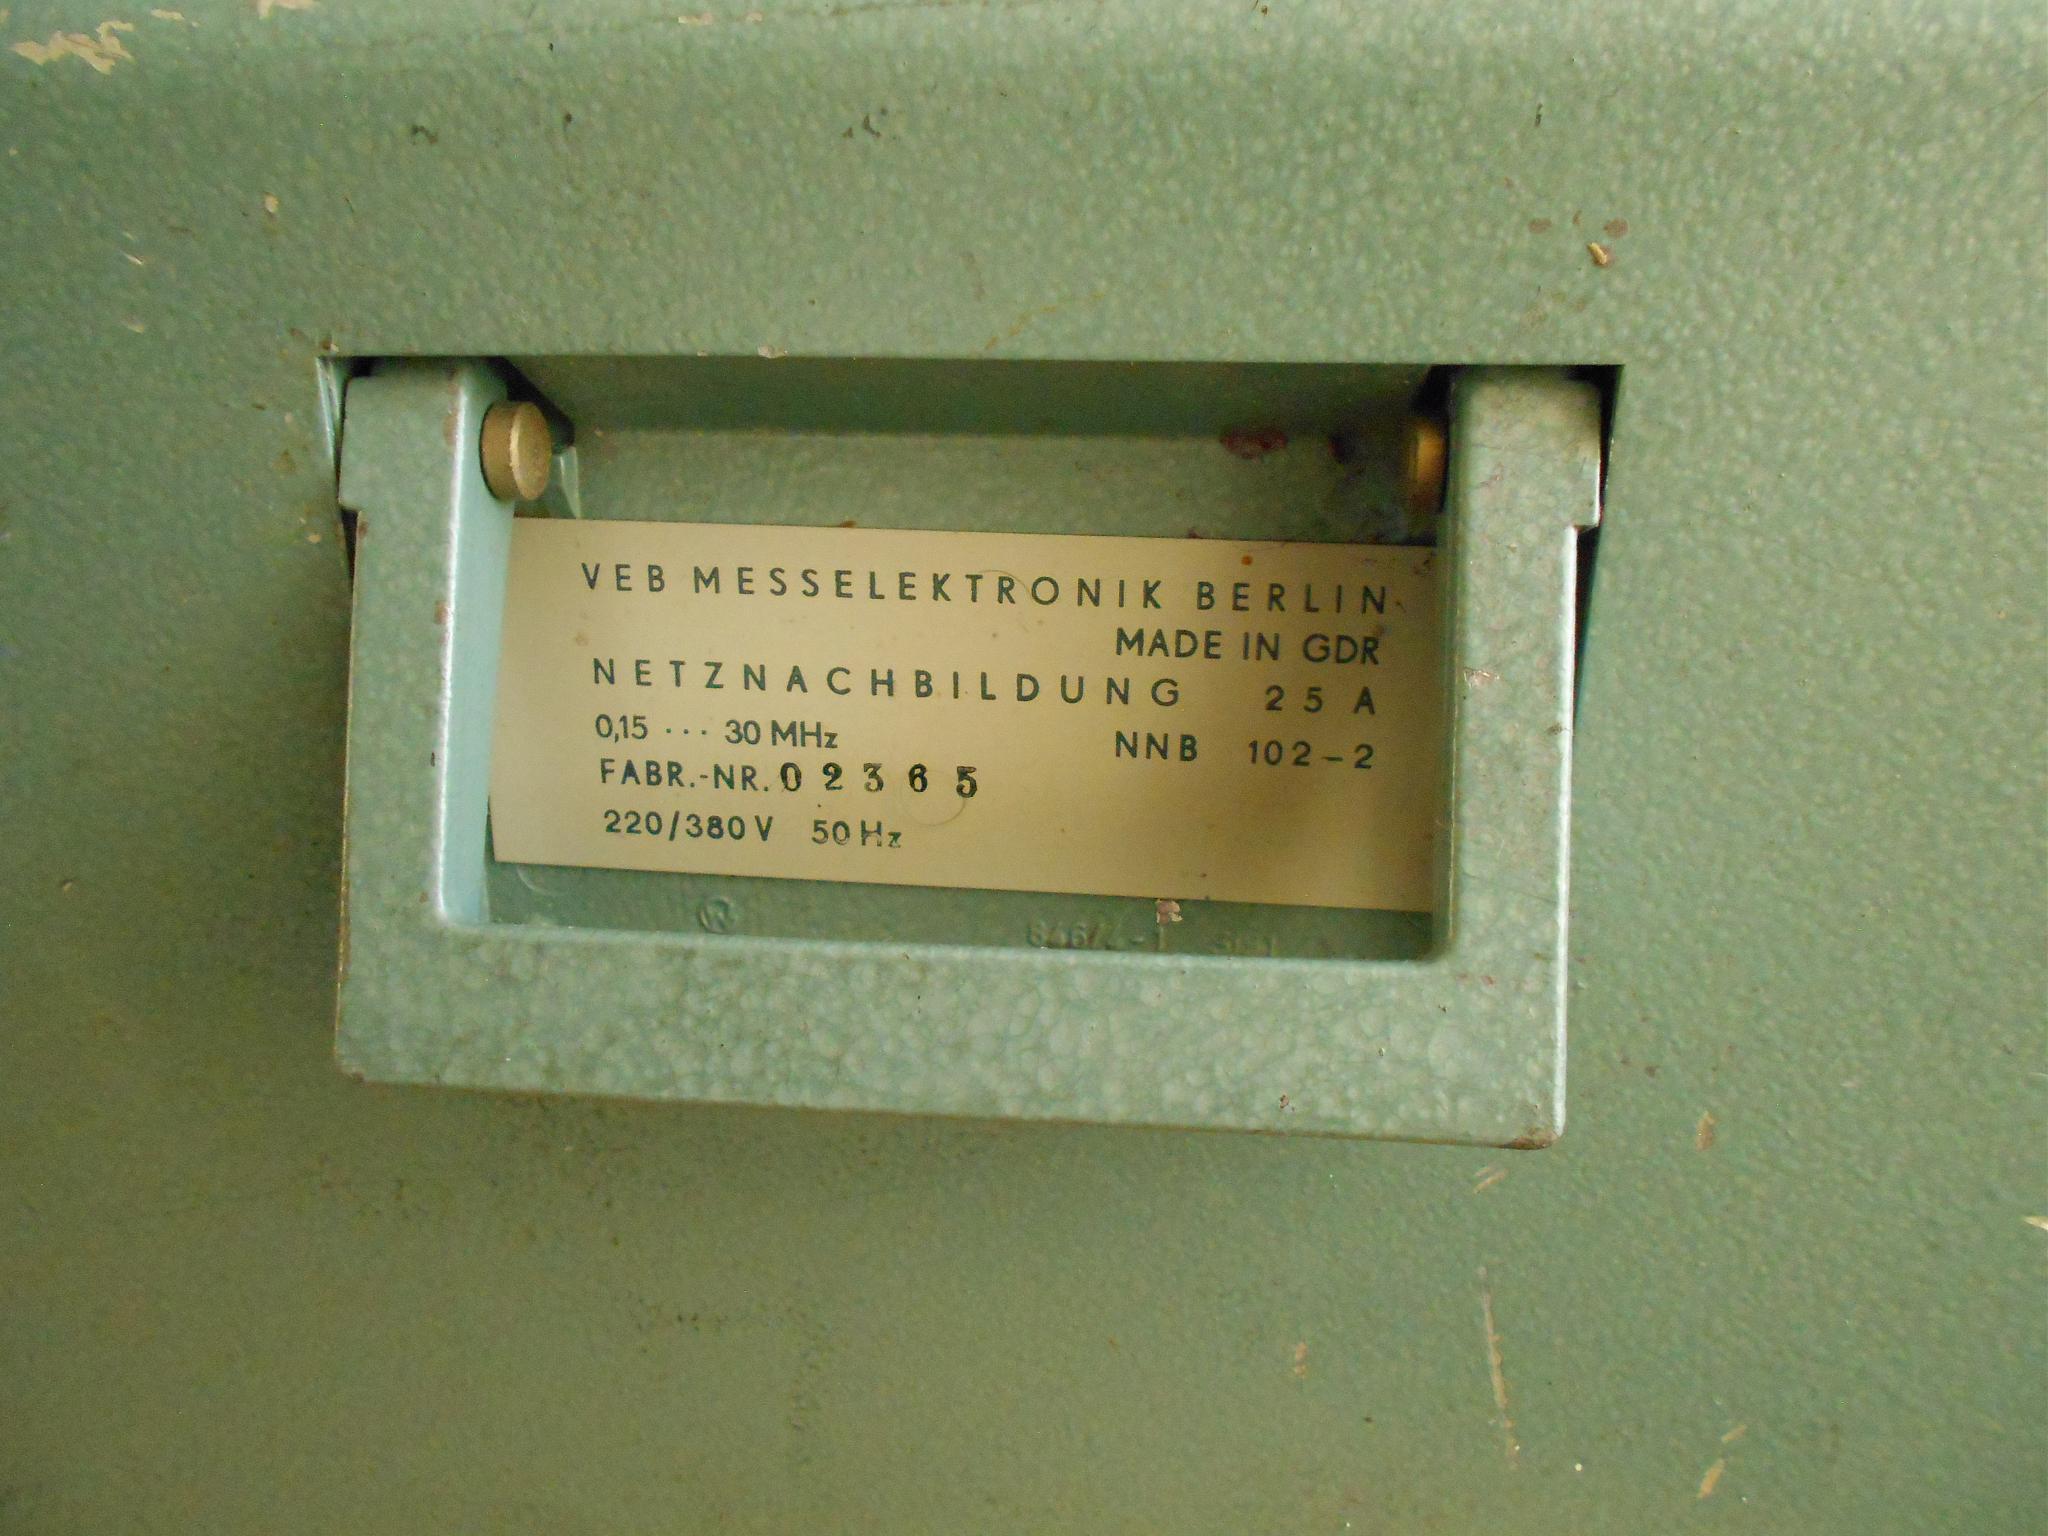 VEB MESSELEKTRONIK BERLIN
MADE IN GDR
NETZNACHBILDUNG 25 A
0,15 ··· 30 MHz NNB 102-2
FABR.-NR. 02365
220/380 V 50 Hz
®